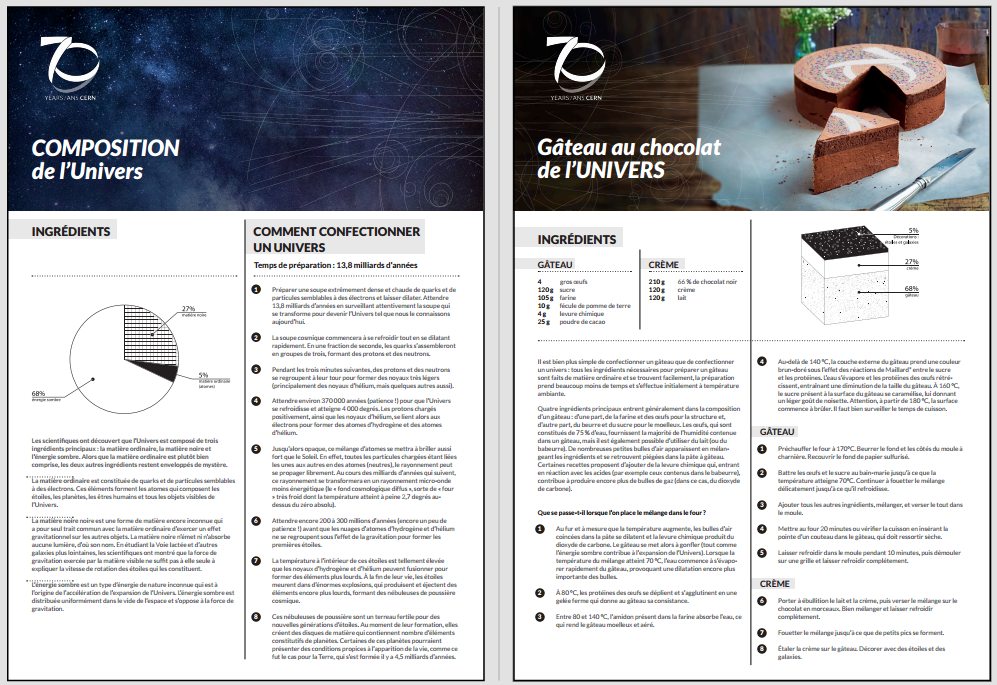 70
YEARS/ANS CERN
COMPOSITION
de l'Univers
INGRÉDIENTS
27%
matière noire
5%
matière ordinaire
(atomes)
68%
énergie sombre
Les scientifiques ont découvert que l'Univers est composé de trois
ingrédients principaux : la matière ordinaire, la matière noire et
l'énergie sombre. Alors que la matière ordinaire est plutôt bien
comprise, les deux autres ingrédients restent enveloppés de mystère.
La matière ordinaire est constituée de quarks et de particules semblables
à des électrons. Ces éléments forment les atomes qui composent les
étoiles, les planètes, les êtres humains et tous les objets visibles de
l'Univers.
La matière noire noire est une forme de matière encore inconnue qui
a pour seul trait commun avec la matière ordinaire d'exercer un effet
gravitationnel sur les autres objets. La matière noire n'émet ni n'absorbe
aucune lumière, d'où son nom. En étudiant la Voie lactée et d'autres
galaxies plus lointaines, les scientifiques ont montré que la force de
gravitation exercée par la matière visible ne suffit pas à elle seule à
expliquer la vitesse de rotation des étoiles qui les constituent.
L'énergie sombre est un type d'énergie de nature inconnue qui est à
l'origine de l'accélération de l'expansion de l'Univers. L'énergie sombre est
distribuée uniformément dans le vide de l'espace et s'oppose à la force de
gravitation.
COMMENT CONFECTIONNER
UN UNIVERS
Temps de préparation : 13,8 milliards d'années
1 Préparer une soupe extrêmement dense et chaude de quarks et de
particules semblables à des électrons et laisser dilater. Attendre
13,8 milliards d'années en surveillant attentivement la soupe qui
se transforme pour devenir l'Univers tel que nous le connaissons
aujourd'hui.
2 La soupe cosmique commencera à se refroidir tout en se dilatant
rapidement. En une fraction de seconde, les quarks s'assembleront
en groupes de trois, formant des protons et des neutrons.
3 Pendant les trois minutes suivantes, des protons et des neutrons
se regroupent à leur tour pour former des noyaux très légers
(principalement des noyaux d'hélium, mais quelques autres aussi).
4 Attendre environ 370 000 années (patience !) pour que l'Univers
se refroidisse et atteigne 4 000 degrés. Les protons chargés
positivement, ainsi que les noyaux d'hélium, se lient alors aux
électrons pour former des atomes d'hydrogène et des atomes
d'hélium.
5 Jusqu'alors opaque, ce mélange d'atomes se mettra à briller aussi
fort que le Soleil. En effet, toutes les particules chargées étant liées
les unes aux autres en des atomes (neutres), le rayonnement peut
se propager librement. Au cours des milliards d'années qui suivent,
ce rayonnement se transformera en un rayonnement micro-onde
moins énergétique (le « fond cosmologique diffus », sorte de « four
» très froid dont la température atteint à peine 2,7 degrés au-
dessus du zéro absolu).
6 Attendre encore 200 à 300 millions d'années (encore un peu de
patience !) avant que les nuages d'atomes d'hydrogène et d'hélium
ne se regroupent sous l'effet de la gravitation pour former les
premières étoiles.
7 La température à l'intérieur de ces étoiles est tellement élevée
que les noyaux d'hydrogène et d'hélium peuvent fusionner pour
former des éléments plus lourds. À la fin de leur vie, les étoiles
meurent dans d'énormes explosions, qui produisent et éjectent des
éléments encore plus lourds, formant des nébuleuses de poussière
cosmique.
8 Ces nébuleuses de poussière sont un terreau fertile pour des
nouvelles générations d'étoiles. Au moment de leur formation, elles
créent des disques de matière qui contiennent nombre d'éléments
constitutifs de planètes. Certaines de ces planètes pourraient
présenter des conditions propices à l'apparition de la vie, comme ce
fut le cas pour la Terre, qui s'est formée il y a 4,5 milliards d'années.
70
YEARS/ANS CERN
Gâteau au chocolat
de l'UNIVERS
INGRÉDIENTS
GÂTEAU
4 gros œufs
120 g sucre
105 g farine
10 g fécule de pomme de terre
4 g levure chimique
25 g poudre de cacao
CRÈME
210 g 66 % de chocolat noir
120 g crème
120 g lait
5%
Décorations :
étoiles et galaxies
27%
crème
68%
gâteau
Il est bien plus simple de confectionner un gâteau que de confectionner
un univers : tous les ingrédients nécessaires pour préparer un gâteau
sont faits de matière ordinaire et se trouvent facilement, la préparation
prend beaucoup moins de temps et s'effectue initialement à température
ambiante.
Quatre ingrédients principaux entrent généralement dans la composition
d'un gâteau : d'une part, de la farine et des œufs pour la structure et,
d'autre part, du beurre et du sucre pour le moelleux. Les œufs, qui sont
constitués de 75 % d'eau, fournissent la majorité de l'humidité contenue
dans un gâteau, mais il est également possible d'utiliser du lait (ou du
babeurre). De nombreuses petites bulles d'air apparaissent en mélan-
geant les ingrédients et se retrouvent piégées dans la pâte à gâteau.
Certaines recettes proposent d'ajouter de la levure chimique qui, entrant
en réaction avec les acides (par exemple ceux contenus dans le babeurre),
contribue à produire encore plus de bulles de gaz (dans ce cas, du dioxyde
de carbone).
Que se passe-t-il lorsque l'on place le mélange dans le four ?
1 Au fur et à mesure que la température augmente, les bulles d'air
coincées dans la pâte se dilatent et la levure chimique produit du
dioxyde de carbone. Le gâteau se met alors à gonfler (tout comme
l'énergie sombre contribue à l'expansion de l'Univers). Lorsque la
température du mélange atteint 70 ºC, l'eau commence à s'évapo-
rer rapidement du gâteau, provoquant une dilatation encore plus
importante des bulles.
2 À 80 ºC, les protéines des œufs se déplient et s'agglutinent en une
gelée ferme qui donne au gâteau sa consistance.
3 Entre 80 et 140 ºC, l'amidon présent dans la farine absorbe l'eau, ce
qui rend le gâteau moelleux et aéré.
4 Au-delà de 140 ºC, la couche externe du gâteau prend une couleur
brun-doré sous l'effet des réactions de Maillard* entre le sucre
et les protéines. L'eau s'évapore et les protéines des œufs rétré-
cissent, entraînant une diminution de la taille du gâteau. À 160 ºC,
le sucre présent à la surface du gâteau se caramélise, lui donnant
un léger goût de noisette. Attention, à partir de 180 ºC, la surface
commence à brûler. Il faut bien surveiller le temps de cuisson.
GÂTEAU
1 Préchauffer le four à 170ºC. Beurrer le fond et les côtés du moule à
charnière. Recouvrir le fond de papier sulfurisé.
2 Battre les œufs et le sucre au bain-marie jusqu'à ce que la
température atteigne 70ºC. Continuer à fouetter le mélange
délicatement jusqu'à ce qu'il refroidisse.
3 Ajouter tous les autres ingrédients, mélanger, et verser le tout dans
le moule.
4 Mettre au four 20 minutes ou vérifier la cuisson en insérant la
pointe d'un couteau dans le gâteau, qui doit ressortir sèche.
5 Laisser refroidir dans le moule pendant 10 minutes, puis démouler
sur une grille et laisser refroidir complètement.
CRÈME
6 Porter à ébullition le lait et la crème, puis verser le mélange sur le
chocolat en morceaux. Bien mélanger et laisser refroidir
complètement.
7 Fouetter le mélange jusqu'à ce que de petits pics se forment.
8 Étaler la crème sur le gâteau. Décorer avec des étoiles et des
galaxies.